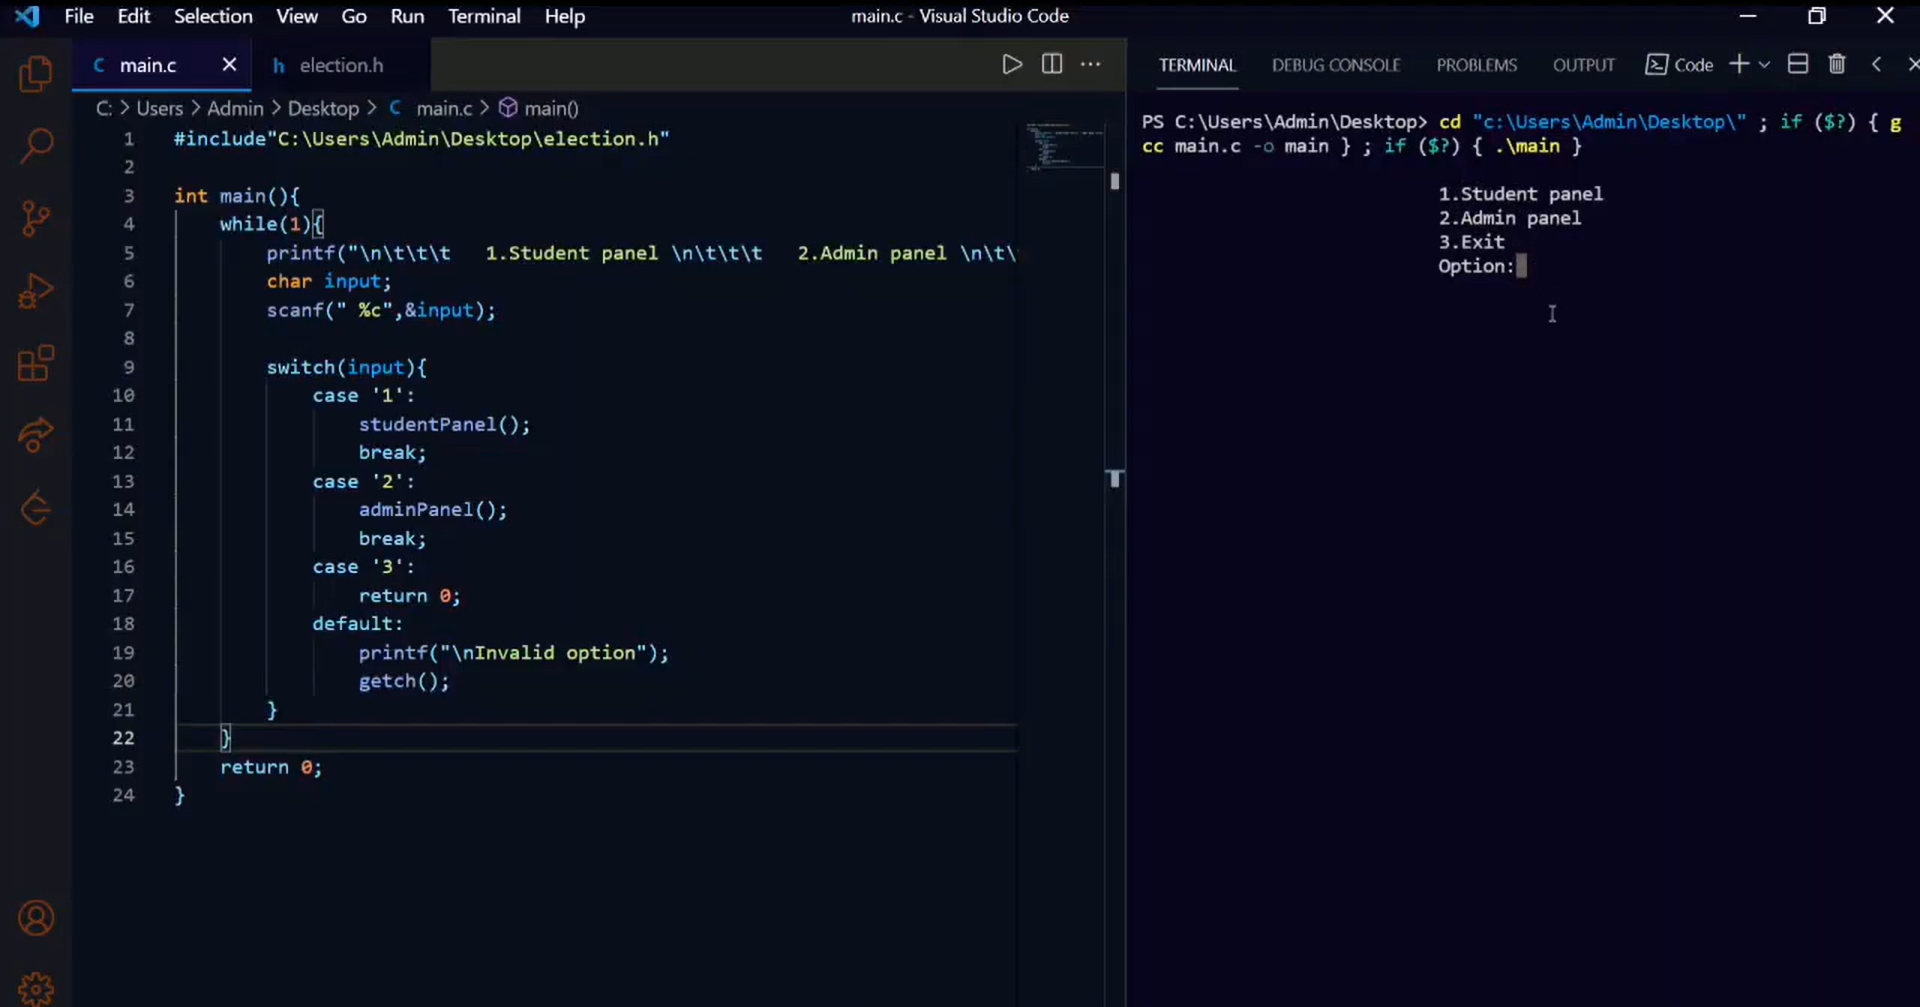 File Edit Selection View Go Run Terminal Help main.c - Visual Studio Code
main.c election.h
C: > Users > Admin > Desktop > C main.c > main()
1 #include"C:\Users\Admin\Desktop\election.h"
2
3 int main(){
4 while(1){
5 printf("\n\t\t\t 1.Student panel \n\t\t\t 2.Admin panel \n\t\
6 char input;
7 scanf(" %c",&input);
8
9 switch(input){
10 case '1':
11 studentPanel();
12 break;
13 case '2':
14 adminPanel();
15 break;
16 case '3':
17 return 0;
18 default:
19 printf("\nInvalid option");
20 getch();
21 }
22 }
23 return 0;
24 }
TERMINAL DEBUG CONSOLE PROBLEMS OUTPUT Code
PS C:\Users\Admin\Desktop> cd "c:\Users\Admin\Desktop\" ; if ($?) { g
cc main.c -o main } ; if ($?) { .\main }
1.Student panel
2.Admin panel
3.Exit
Option: